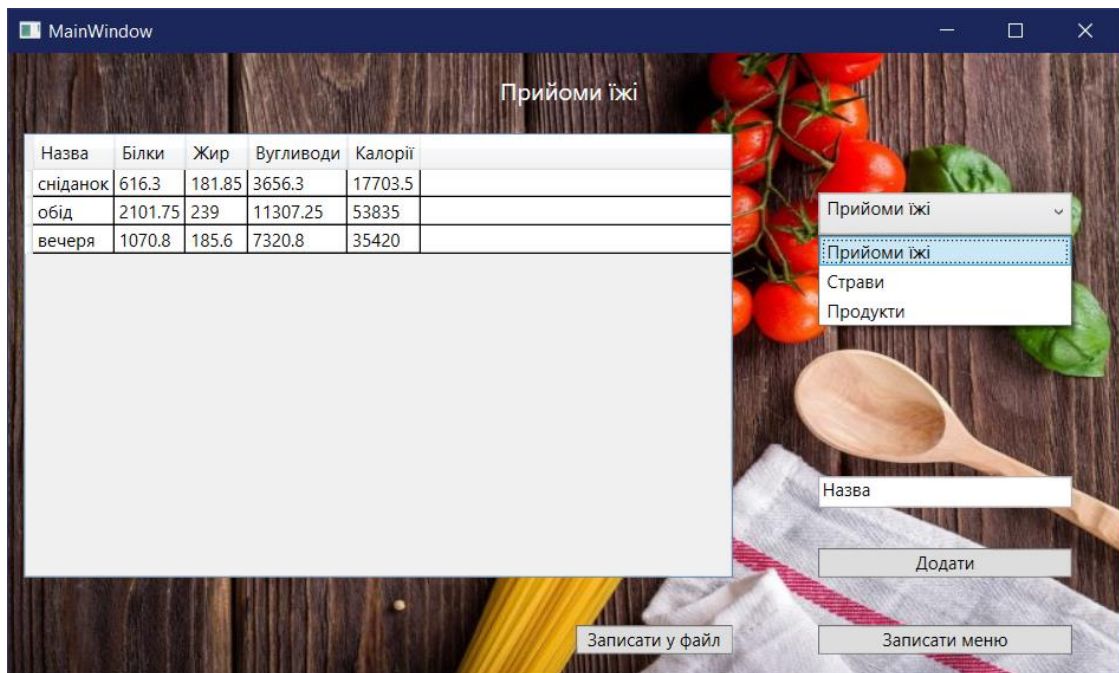 MainWindow
Прийоми їжі
Назва Білки Жир Вугливоди Калорії
сніданок 616.3 181.85 3656.3 17703.5
обід 2101.75 239 11307.25 53835
вечеря 1070.8 185.6 7320.8 35420
Прийоми їжі
Прийоми їжі
Страви
Продукти
Назва
Додати
Записати у файл
Записати меню